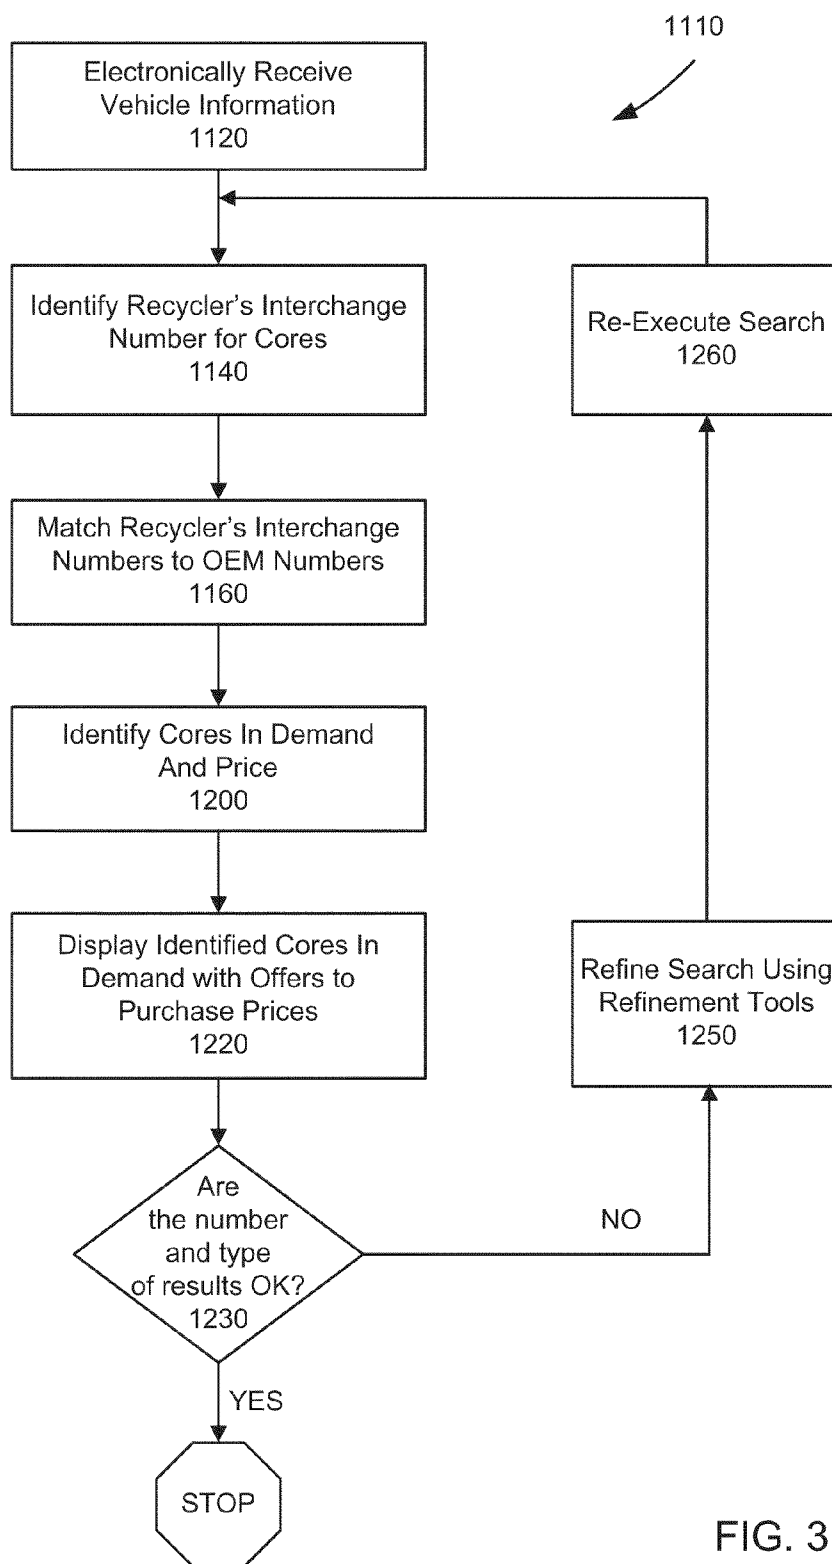 1110
Electronically Receive
Vehicle Information
1120
Identify Recycler's Interchange
Number for Cores
1140
Re-Execute Search
1260
Match Recycler's Interchange
Numbers to OEM Numbers
1160
Identify Cores In Demand
And Price
1200
Display Identified Cores In
Demand with Offers to
Purchase Prices
1220
Refine Search Using
Refinement Tools
1250
Are
the number
and type
of results OK?
1230
NO
YES
STOP
FIG. 3